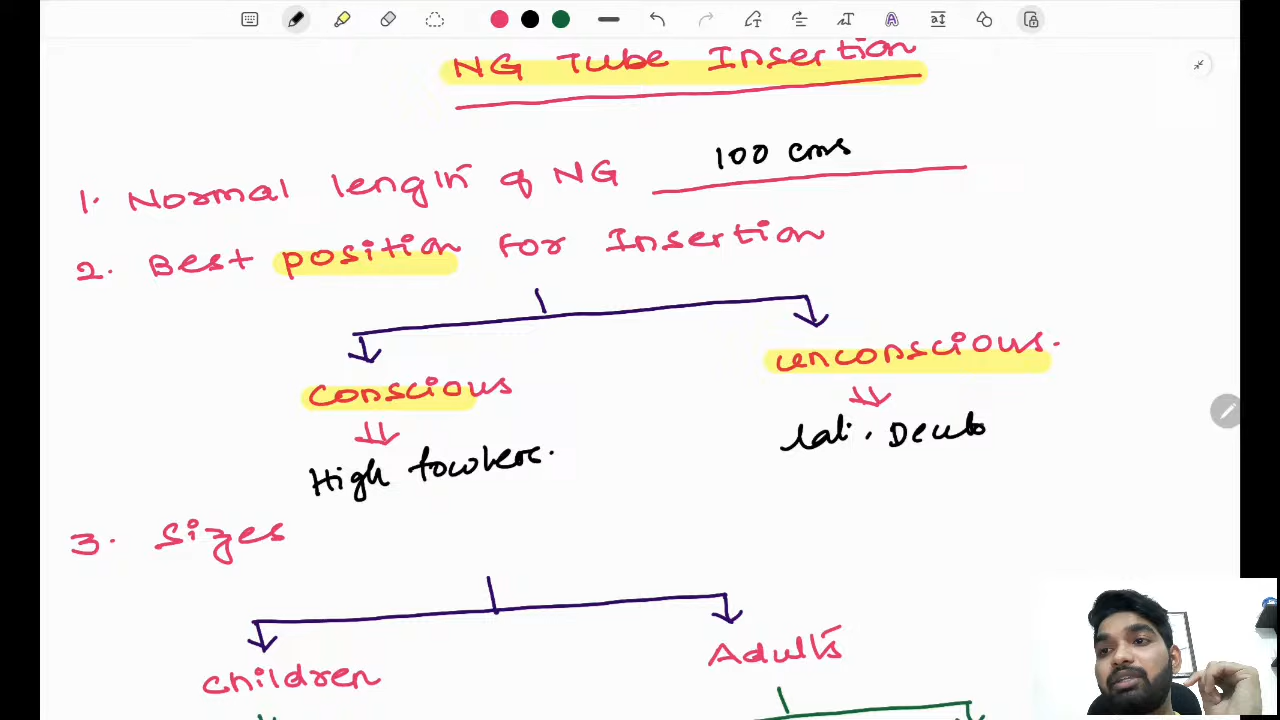 NG Tube Insertion
1. Normal length of NG 100 cms
2. Best position for Insertion
conscious unconscious.
High fowlers. lat. Decub
3. Sizes
children Adults